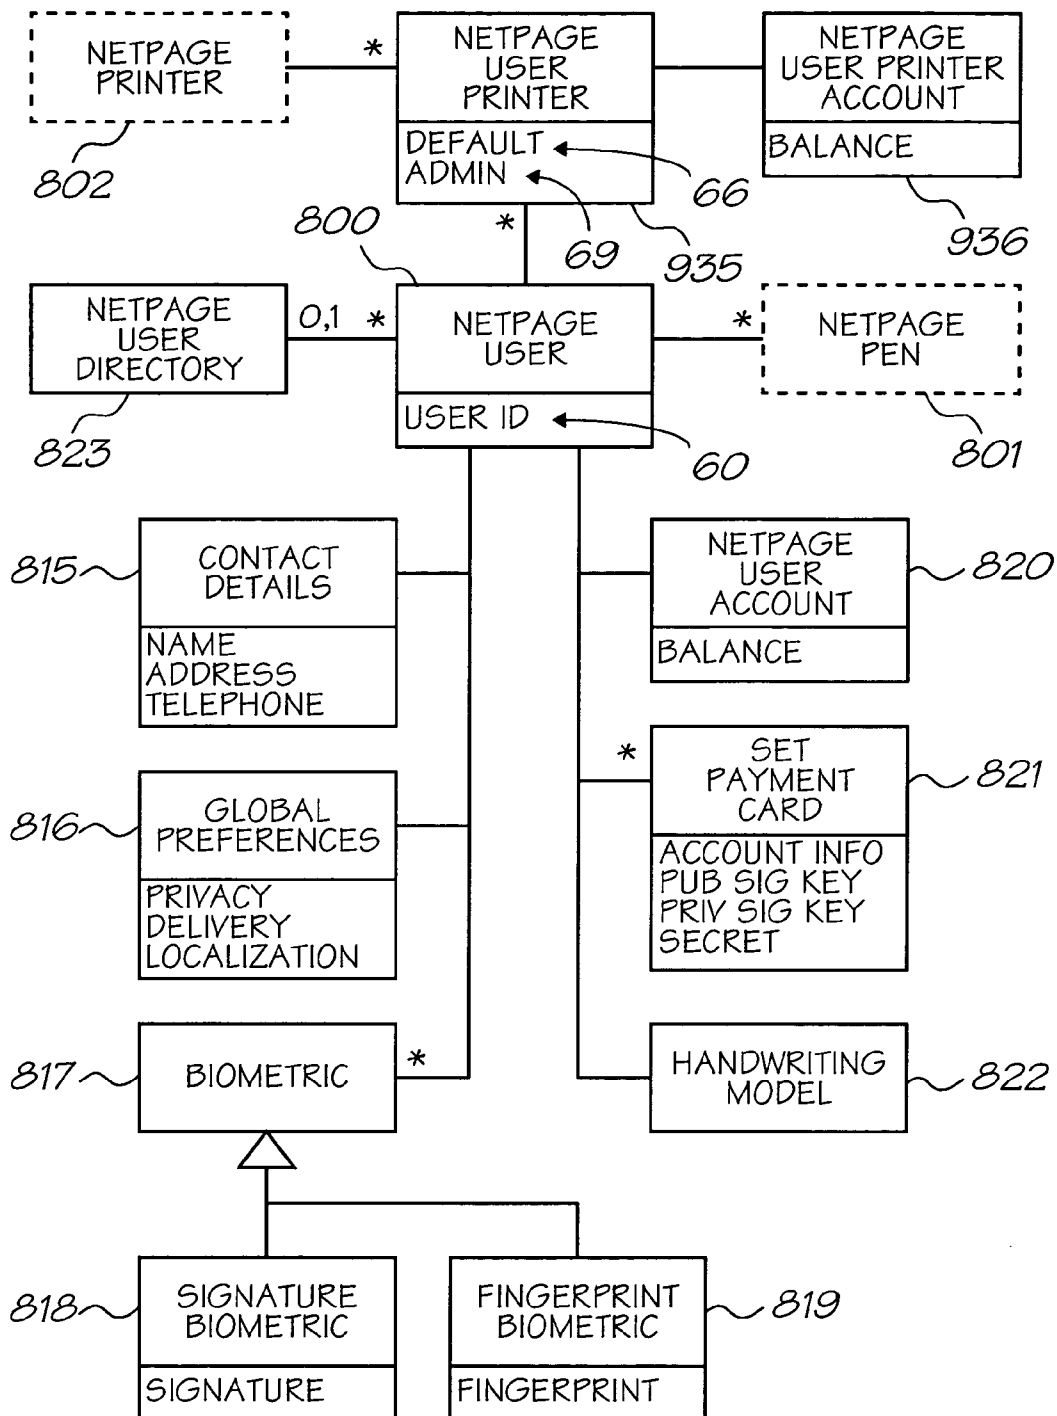 NETPAGE
PRINTER
*
NETPAGE
USER
PRINTER
NETPAGE
USER PRINTER
ACCOUNT
DEFAULT
ADMIN
BALANCE
802
66
69
935
936
*
800
NETPAGE
USER
DIRECTORY
0,1
*
NETPAGE
USER
*
NETPAGE
PEN
USER ID
823
60
801
815
CONTACT
DETAILS
NAME
ADDRESS
TELEPHONE
NETPAGE
USER
ACCOUNT
820
BALANCE
816
GLOBAL
PREFERENCES
PRIVACY
DELIVERY
LOCALIZATION
*
SET
PAYMENT
CARD
821
ACCOUNT INFO
PUB SIG KEY
PRIV SIG KEY
SECRET
817
BIOMETRIC
*
HANDWRITING
MODEL
822
818
SIGNATURE
BIOMETRIC
SIGNATURE
FINGERPRINT
BIOMETRIC
819
FINGERPRINT